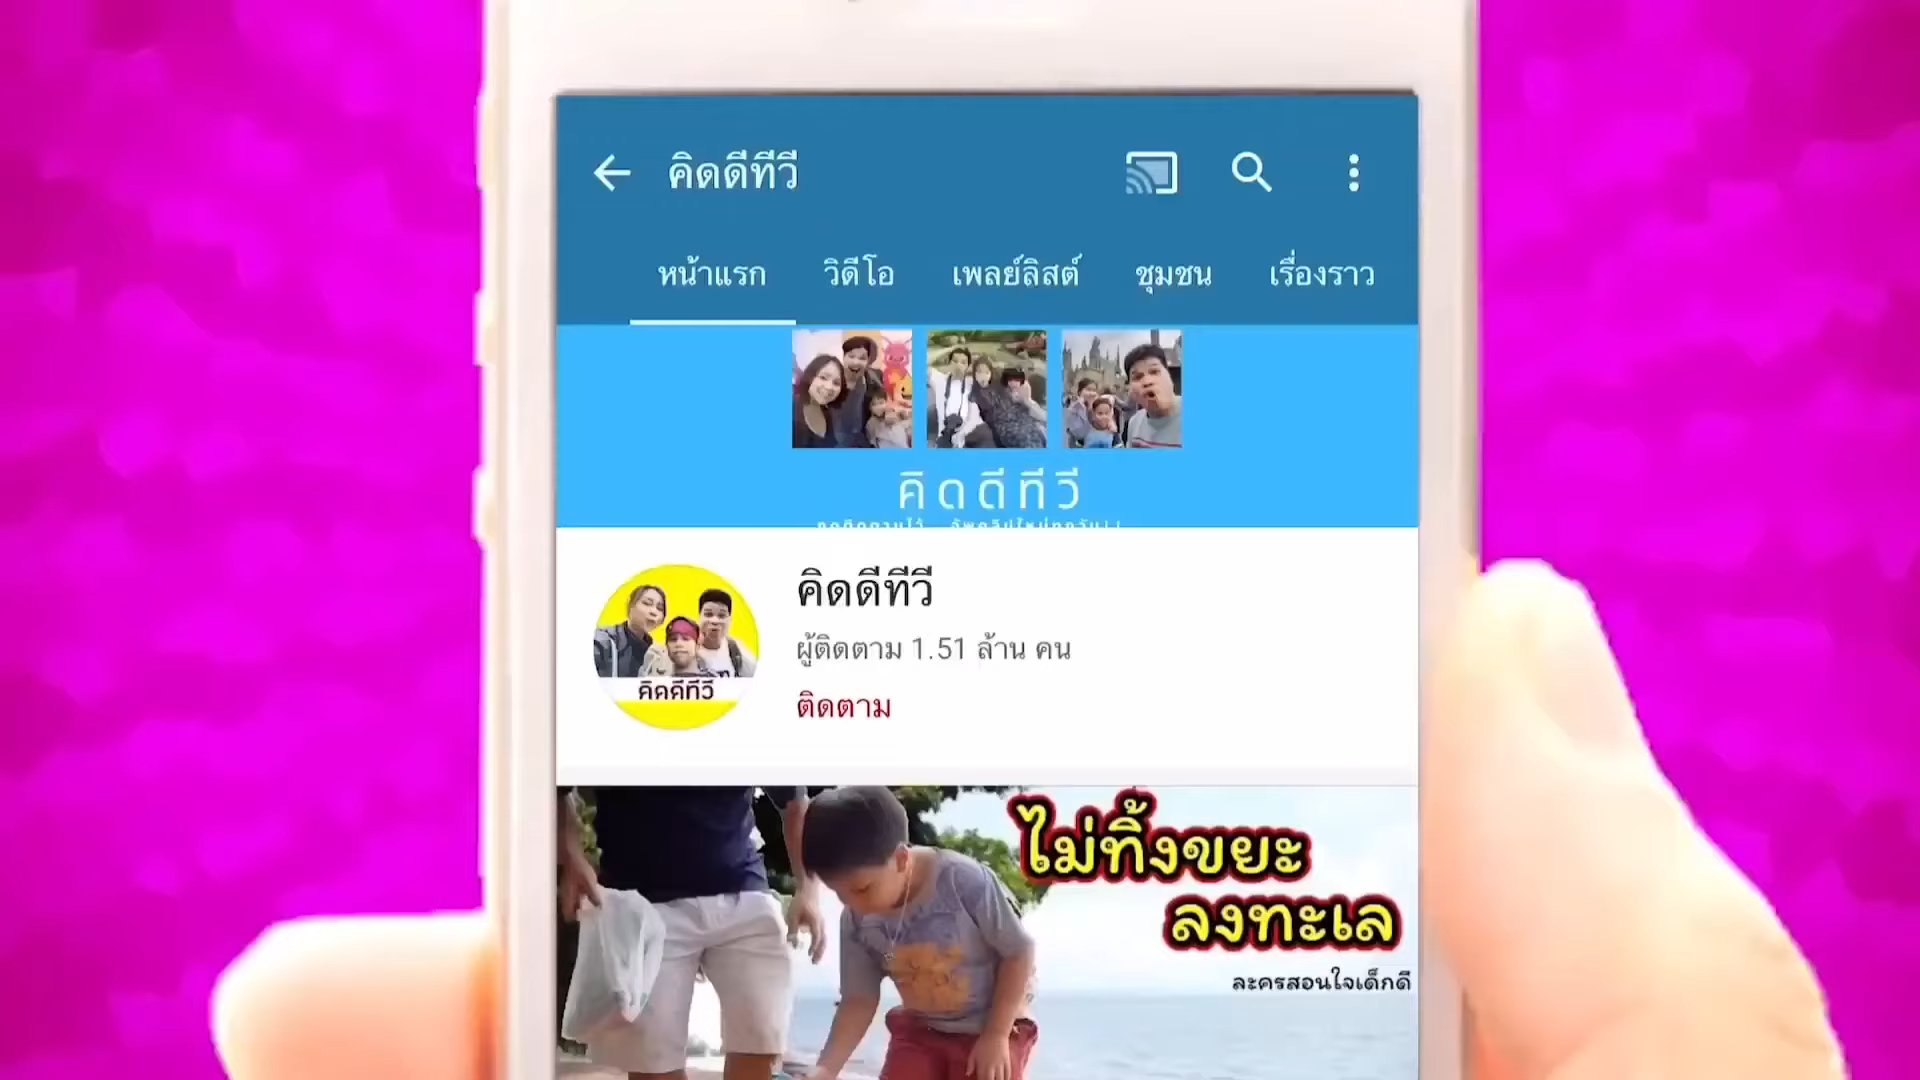 คิดดีทีวี
หน้าแรก วิดีโอ เพลย์ลิสต์ ชุมชน เรื่องราว
คิดดีทีวี
คิดดีทีวี
ผู้ติดตาม 1.51 ล้าน คน
คิดดีทีวี
ติดตาม
ไม่ทิ้งขยะ
ลงทะเล
ละครสอนใจเด็กดี